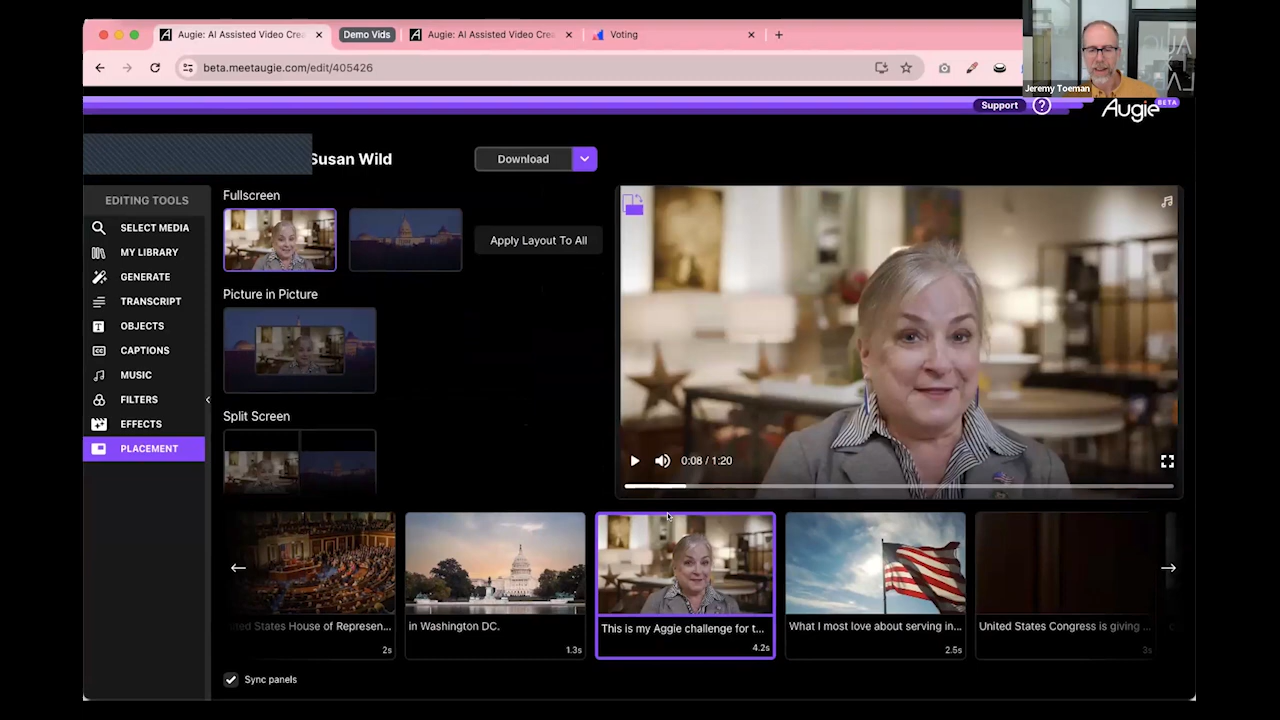 Augie: AI Assisted Video Crea
Demo Vids
Augie: AI Assisted Video Crea
Voting
beta.meetaugie.com/edit/405426
Jeremy Toeman
Support
Augie
BETA
Susan Wild
Download
EDITING TOOLS
SELECT MEDIA
MY LIBRARY
GENERATE
TRANSCRIPT
OBJECTS
CAPTIONS
MUSIC
FILTERS
EFFECTS
PLACEMENT
Fullscreen
Apply Layout To All
Picture in Picture
Split Screen
0:08 / 1:20
United States House of Represen...
2s
in Washington DC.
1.3s
This is my Aggie challenge for t...
4.2s
What I most love about serving in...
2.5s
United States Congress is giving ...
3s
Sync panels